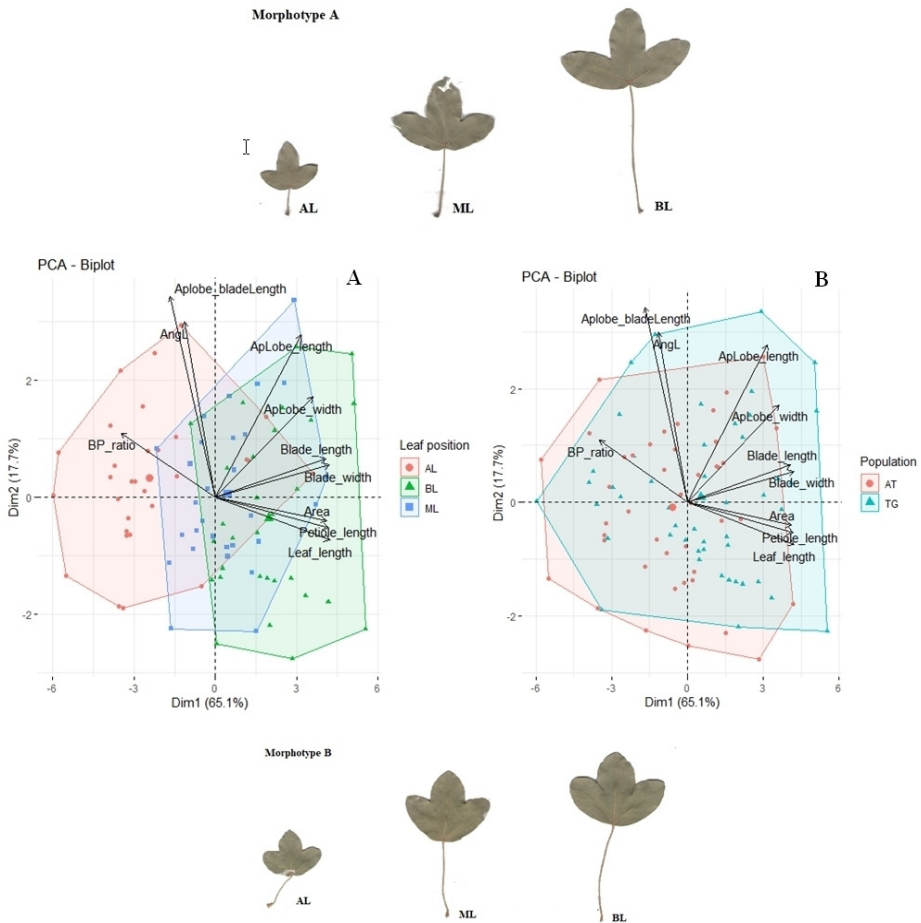 Morphotype A
AL
ML
BL
PCA - Biplot
A
Aplobe_bladeLength
AngL
ApLobe_length
ApLobe_width
BP_ratio
Blade_length
Blade_width
Area
Petiole_length
Leaf_length
2
0
-2
Dim2 (17.7%)
-6
-3
0
3
6
Dim1 (65.1%)
Leaf position
AL
BL
ML
PCA - Biplot
B
Aplobe_bladeLength
AngL
ApLobe_length
ApLobe_width
BP_ratio
Blade_length
Blade_width
Area
Petiole_length
Leaf_length
2
0
-2
Dim2 (17.7%)
-6
-3
0
3
6
Dim1 (65.1%)
Population
AT
TG
Morphotype B
AL
ML
BL